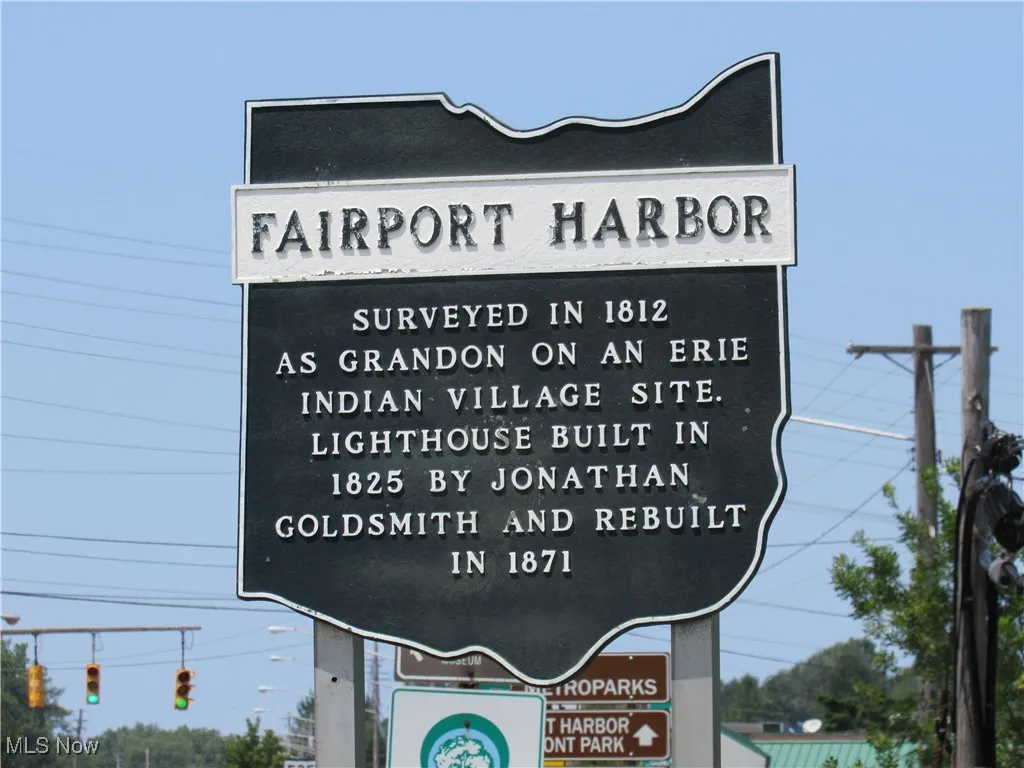 FAIRPORT HARBOR
SURVEYED IN 1812
AS GRANDON ON AN ERIE
INDIAN VILLAGE SITE.
LIGHTHOUSE BUILT IN
1825 BY JONATHAN
GOLDSMITH AND REBUILT
IN 1871
MUSEUM
METROPARKS
T HARBOR
ONT PARK
MLS Now